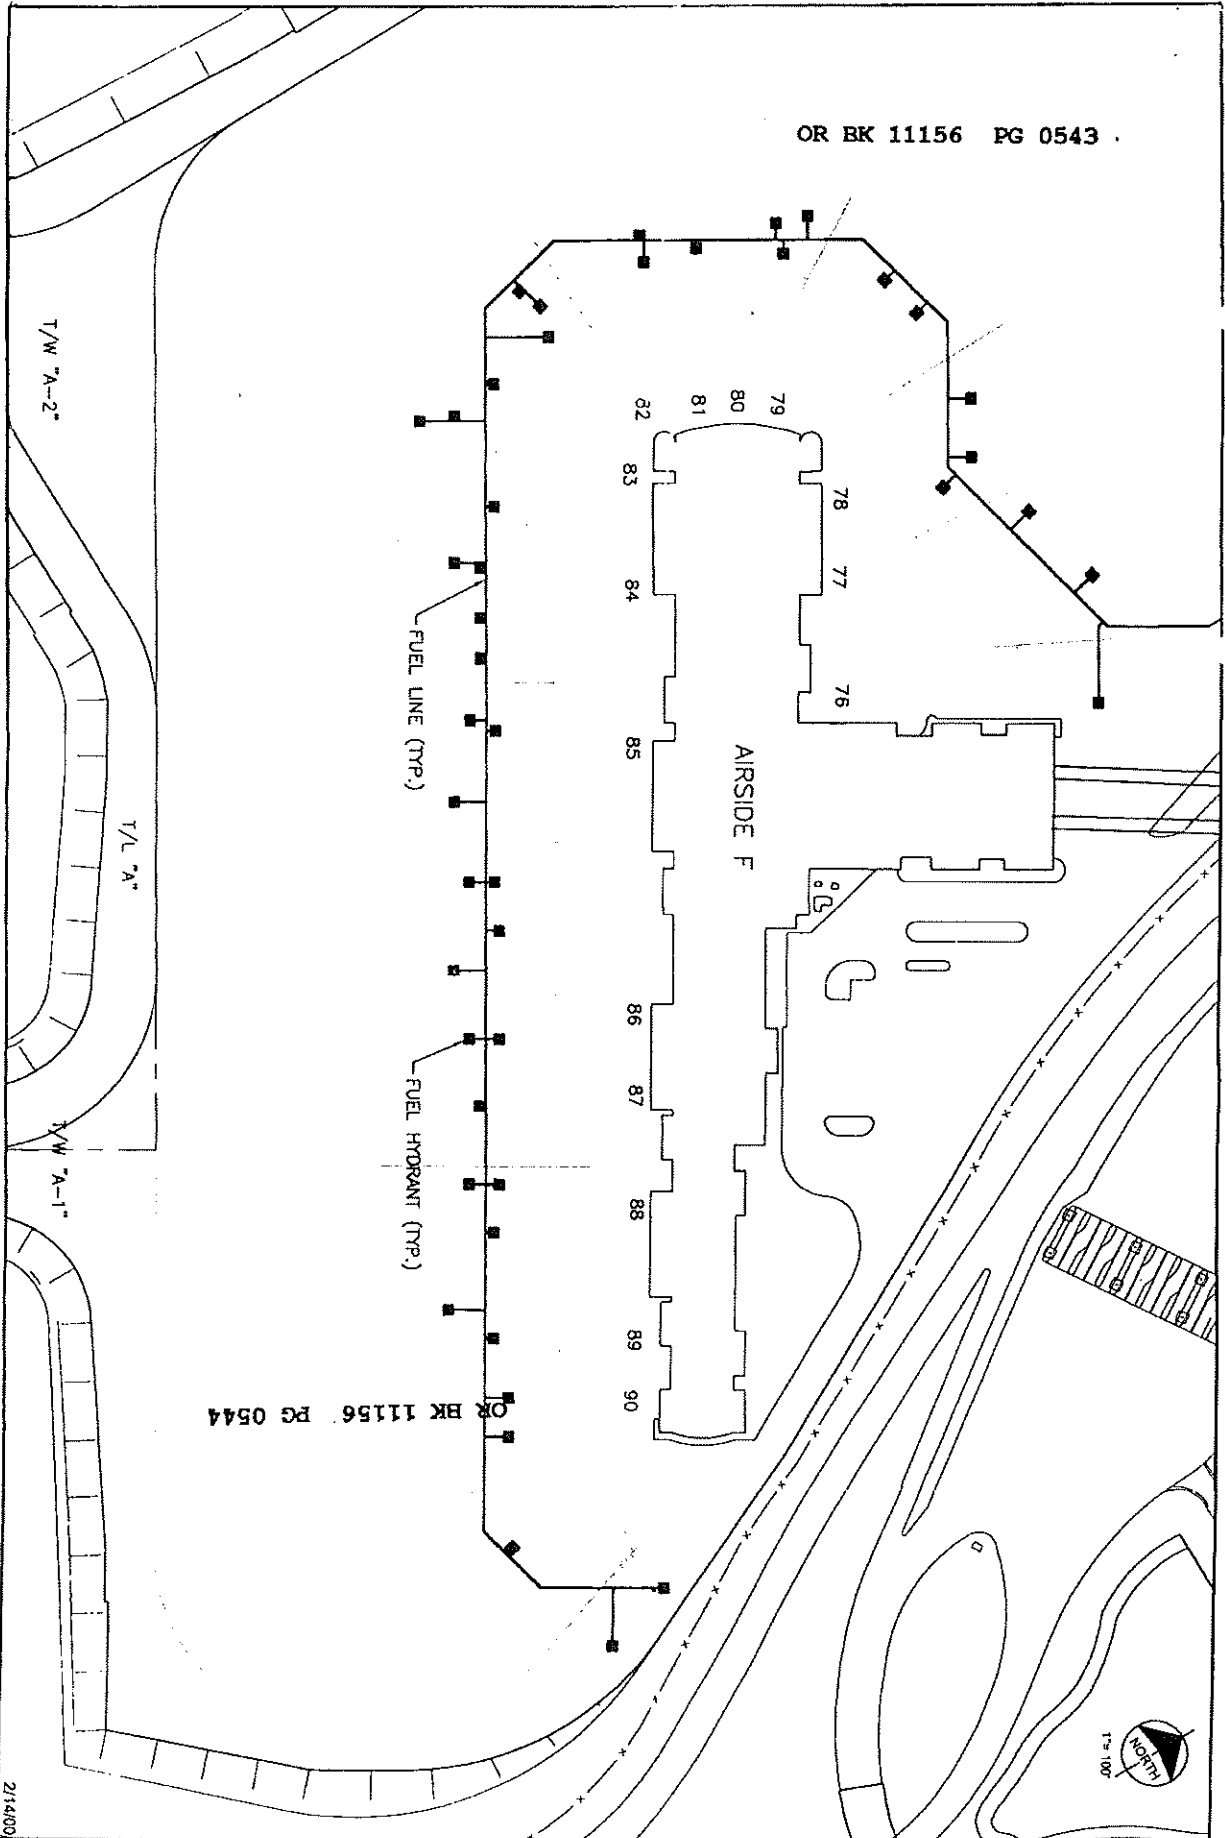 OR BK 11156 PG 0543
T/W "A-2"
82
81
80
79
83
78
84
77
FUEL LINE (TYP.)
76
85
AIRSIDE F
T/L "A"
86
87
FUEL HYDRANT (TYP.)
T/W "A-1"
88
89
90
OR BK 11156 PG 0544
NORTH
1"= 100'
2/14/00